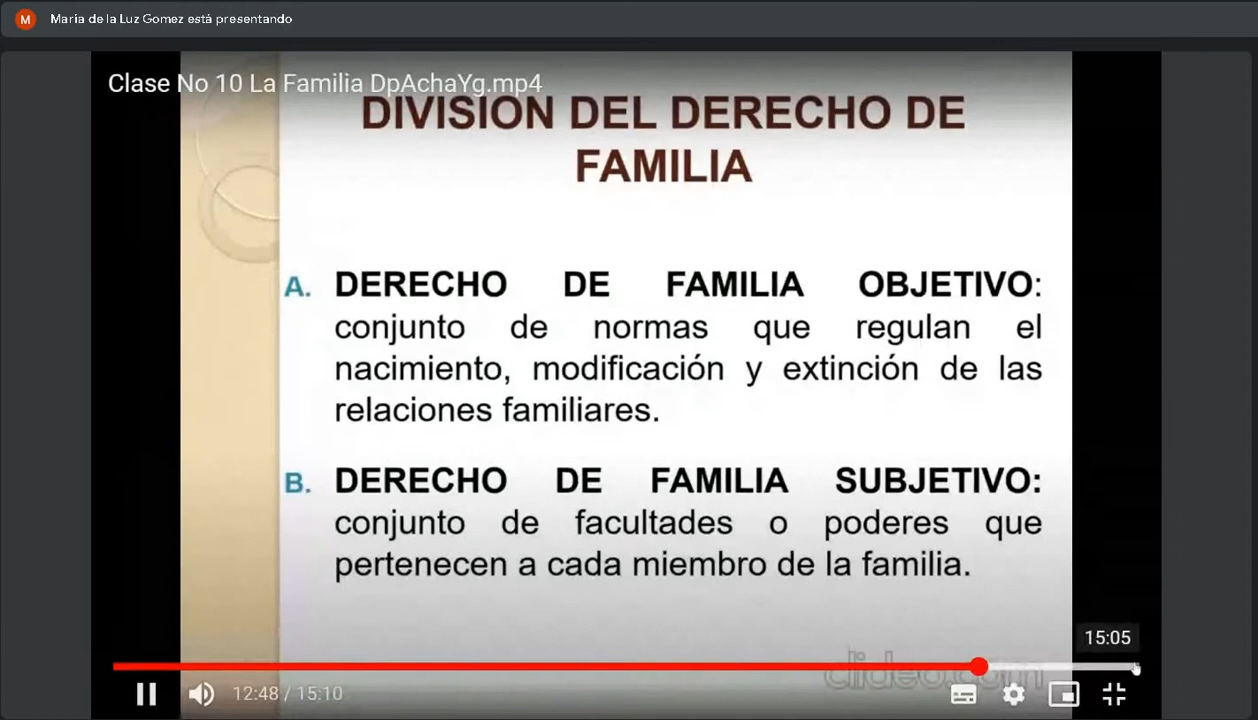 M
Maria de la Luz Gomez está presentando
Clase No 10 La Familia DpAchaYg.mp4
DIVISION DEL DERECHO DE
FAMILIA
A. DERECHO DE FAMILIA OBJETIVO:
conjunto de normas que regulan el
nacimiento, modificación y extinción de las
relaciones familiares.
B. DERECHO DE FAMILIA SUBJETIVO:
conjunto de facultades o poderes que
pertenecen a cada miembro de la familia.
15:05
clideo.com
12:48 / 15:10